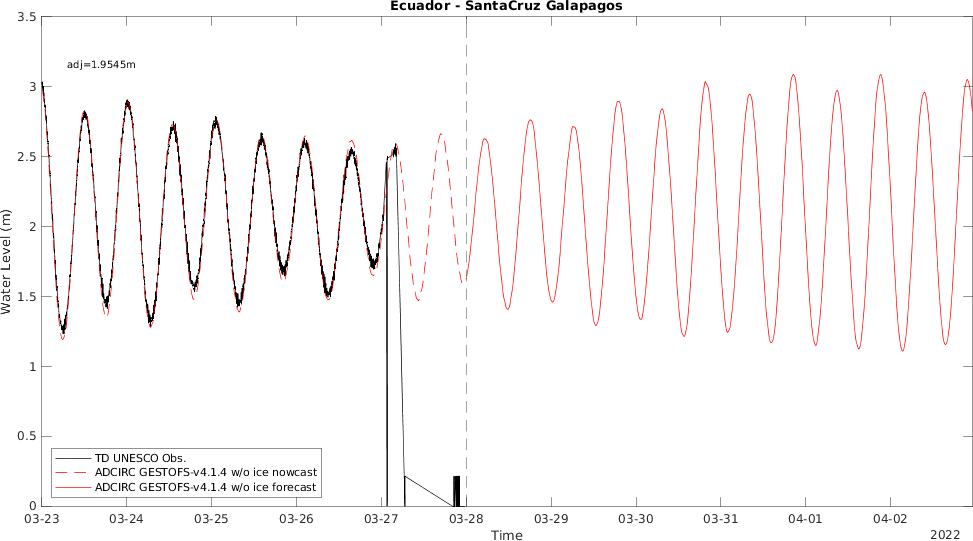 Ecuador - SantaCruz Galapagos
3.5
3
2.5
2
1.5
1
0.5
0
Water Level (m)
adj=1.9545m
TD UNESCO Obs.
ADCIRC GESTOFS-v4.1.4 w/o ice nowcast
ADCIRC GESTOFS-v4.1.4 w/o ice forecast
03-23 03-24 03-25 03-26 03-27 03-28 03-29 03-30 03-31 04-01 04-02
Time
2022